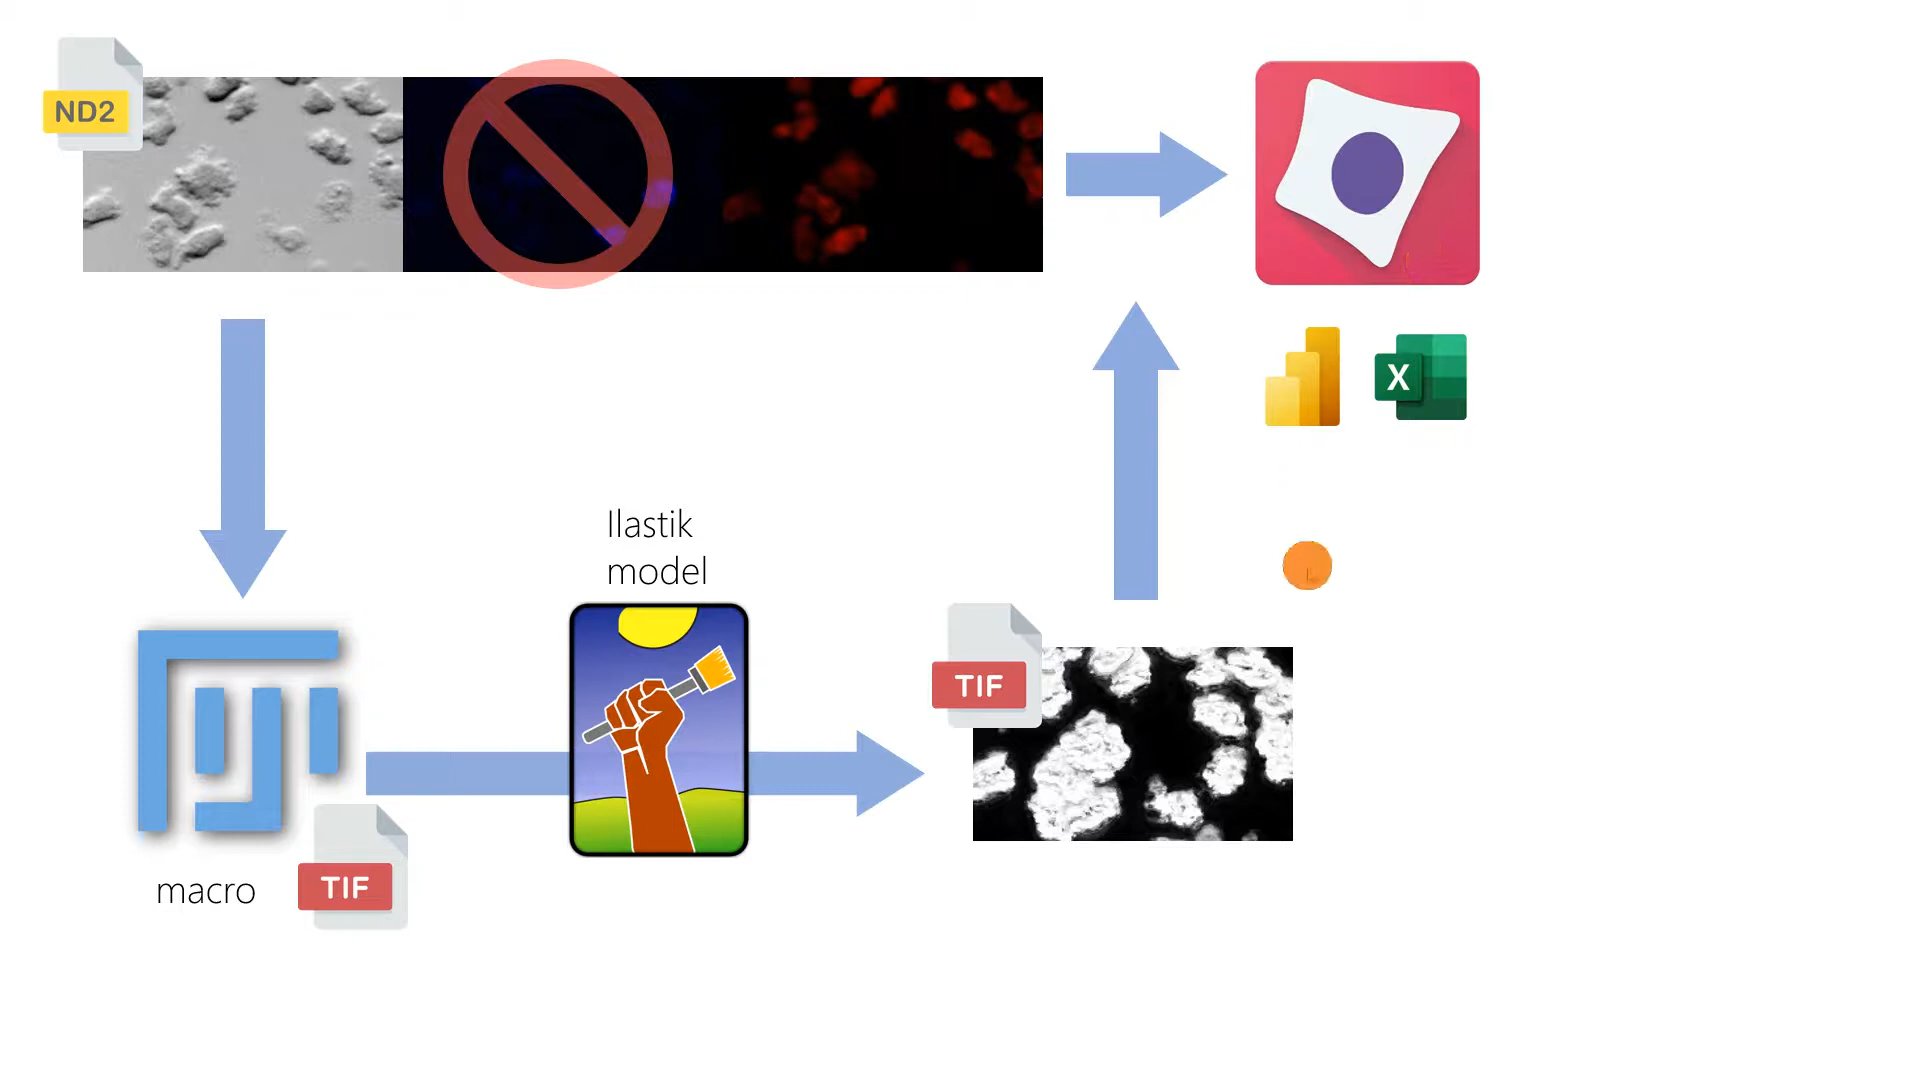 ND2
X
Ilastik
model
TIF
macro
TIF